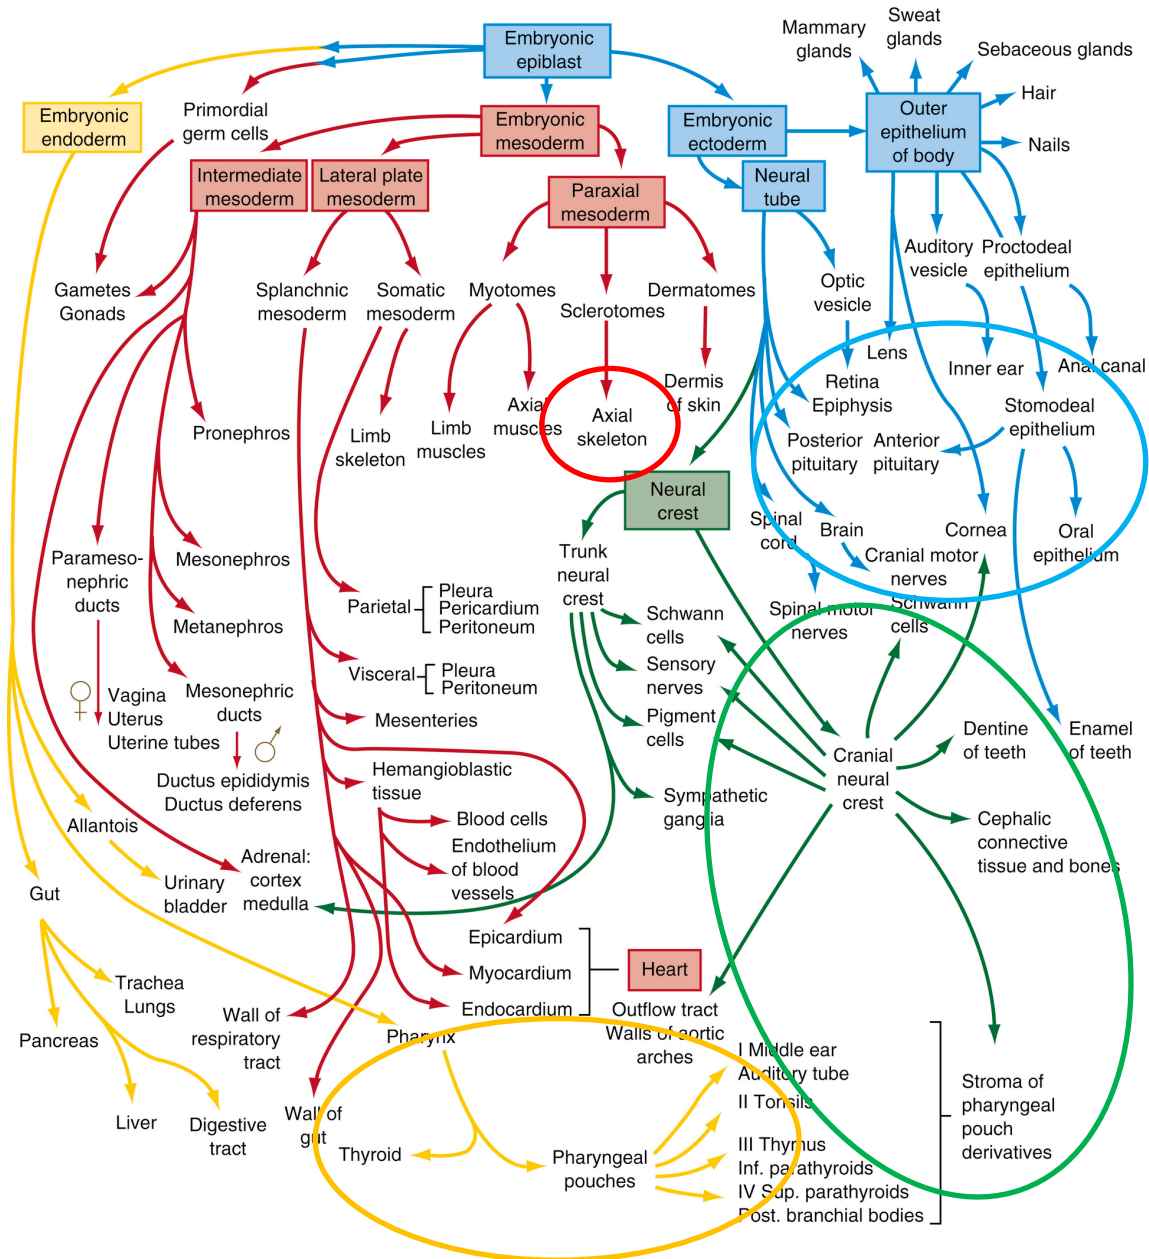 Embryonic
epiblast
Mammary
glands
Sweat
glands
Sebaceous glands
Hair
Nails
Embryonic
endoderm
Primordial
germ cells
Embryonic
mesoderm
Embryonic
ectoderm
Outer
epithelium
of body
Intermediate
mesoderm
Lateral plate
mesoderm
Paraxial
mesoderm
Neural
tube
Gametes
Gonads
Splanchnic
mesoderm
Somatic
mesoderm
Myotomes
Sclerotomes
Dermatomes
Optic
vesicle
Auditory
vesicle
Proctodeal
epithelium
Lens
Inner ear
Anal canal
Retina
Epiphysis
Stomodeal
epithelium
Dermis
of skin
Axial
muscles
Axial
skeleton
Limb
muscles
Limb
skeleton
Pronephros
Posterior
pituitary
Anterior
pituitary
Neural
crest
Spinal
cord
Brain
Cornea
Oral
epithelium
Cranial motor
nerves
Spinal motor
nerves
Schwann
cells
Parameso-
nephric
ducts
Mesonephros
Metanephros
Trunk
neural
crest
Parietal
Pleura
Pericardium
Peritoneum
Visceral
Pleura
Peritoneum
Mesenteries
Schwann
cells
Sensory
nerves
Pigment
cells
Sympathetic
ganglia
♀
Vagina
Uterus
Uterine tubes
Mesonephric
ducts
♂
Ductus epididymis
Ductus deferens
Hemangioblastic
tissue
Blood cells
Endothelium
of blood
vessels
Cranial
neural
crest
Dentine
of teeth
Enamel
of teeth
Cephalic
connective
tissue and bones
Allantois
Gut
Urinary
bladder
Adrenal:
cortex
medulla
Epicardium
Myocardium
Endocardium
Heart
Outflow tract
Walls of aortic
arches
Trachea
Lungs
Pancreas
Liver
Digestive
tract
Wall of
respiratory
tract
Wall of
gut
Pharynx
Thyroid
Pharyngeal
pouches
I Middle ear
Auditory tube
II Tonsils
III Thymus
Inf. parathyroids
IV Sup. parathyroids
Post. branchial bodies
Stroma of
pharyngeal
pouch
derivatives